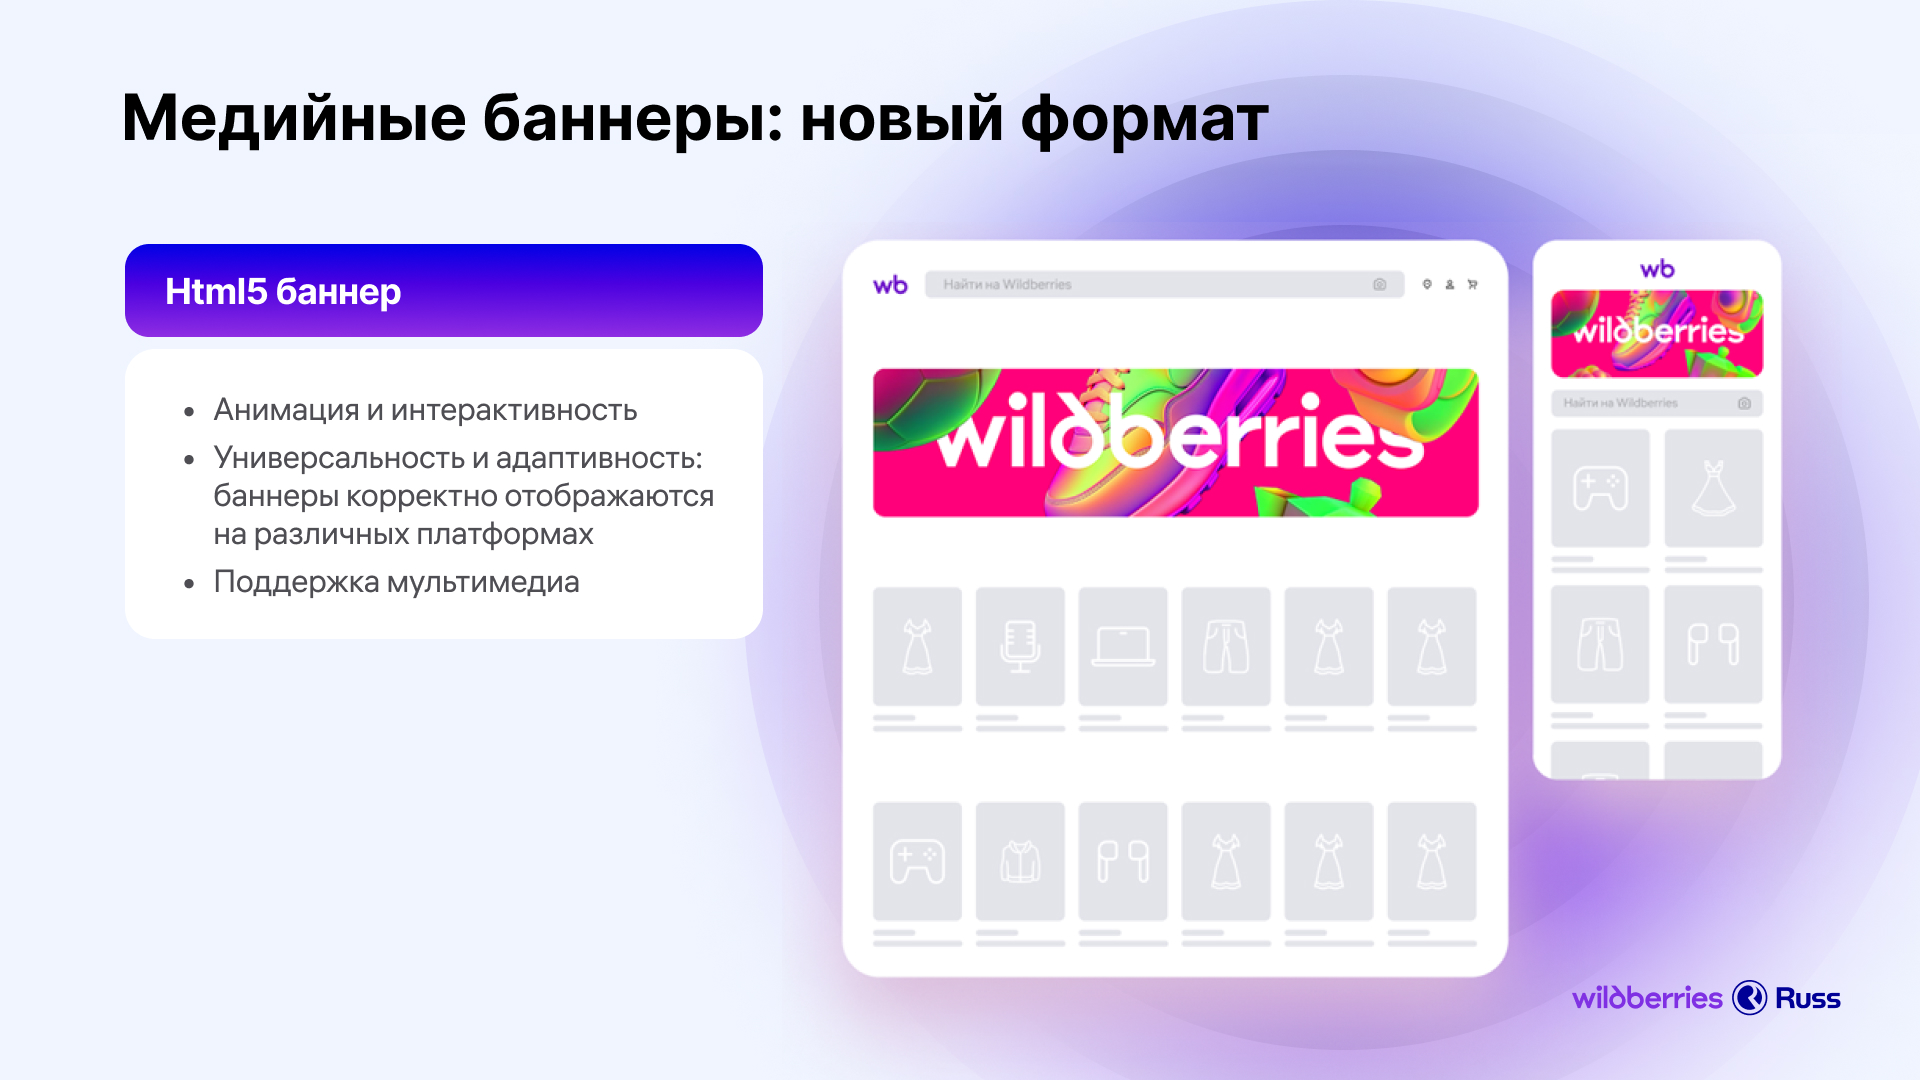 Медийные баннеры: новый формат
Html5 баннер
• Анимация и интерактивность
• Универсальность и адаптивность:
баннеры корректно отображаются
на различных платформах
• Поддержка мультимедиа
wb
Найти на Wildberries
wildberries
wb
wildberries
Найти на Wildberries
wildberries Russ